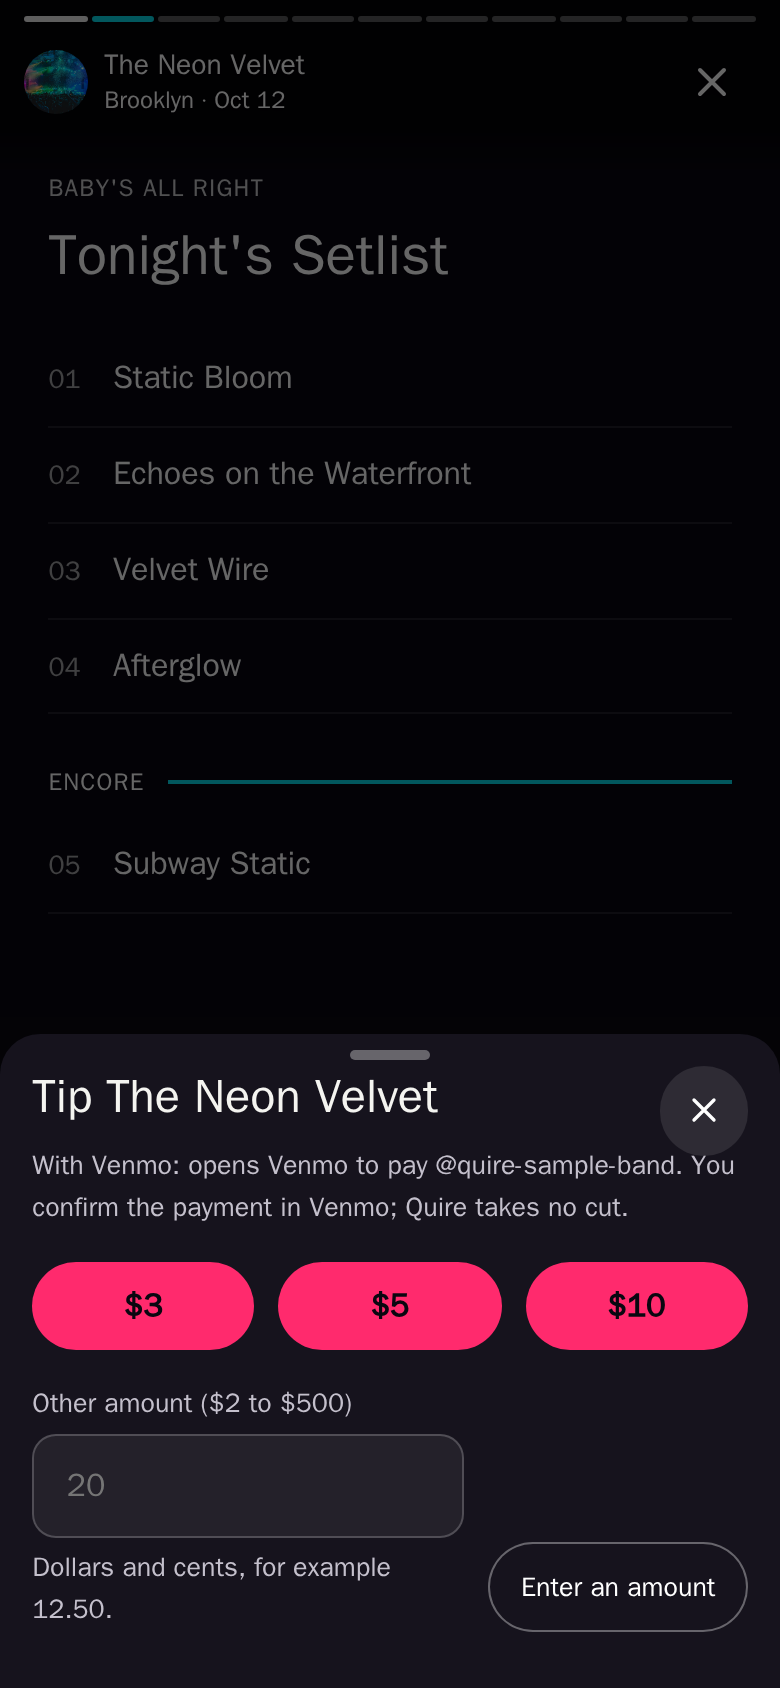 The Neon Velvet
Brooklyn · Oct 12
BABY'S ALL RIGHT
Tonight's Setlist
01 Static Bloom
02 Echoes on the Waterfront
03 Velvet Wire
04 Afterglow
ENCORE
05 Subway Static
Tip The Neon Velvet
With Venmo: opens Venmo to pay @quire-sample-band. You
confirm the payment in Venmo; Quire takes no cut.
$3 $5 $10
Other amount ($2 to $500)
20
Dollars and cents, for example
12.50.
Enter an amount